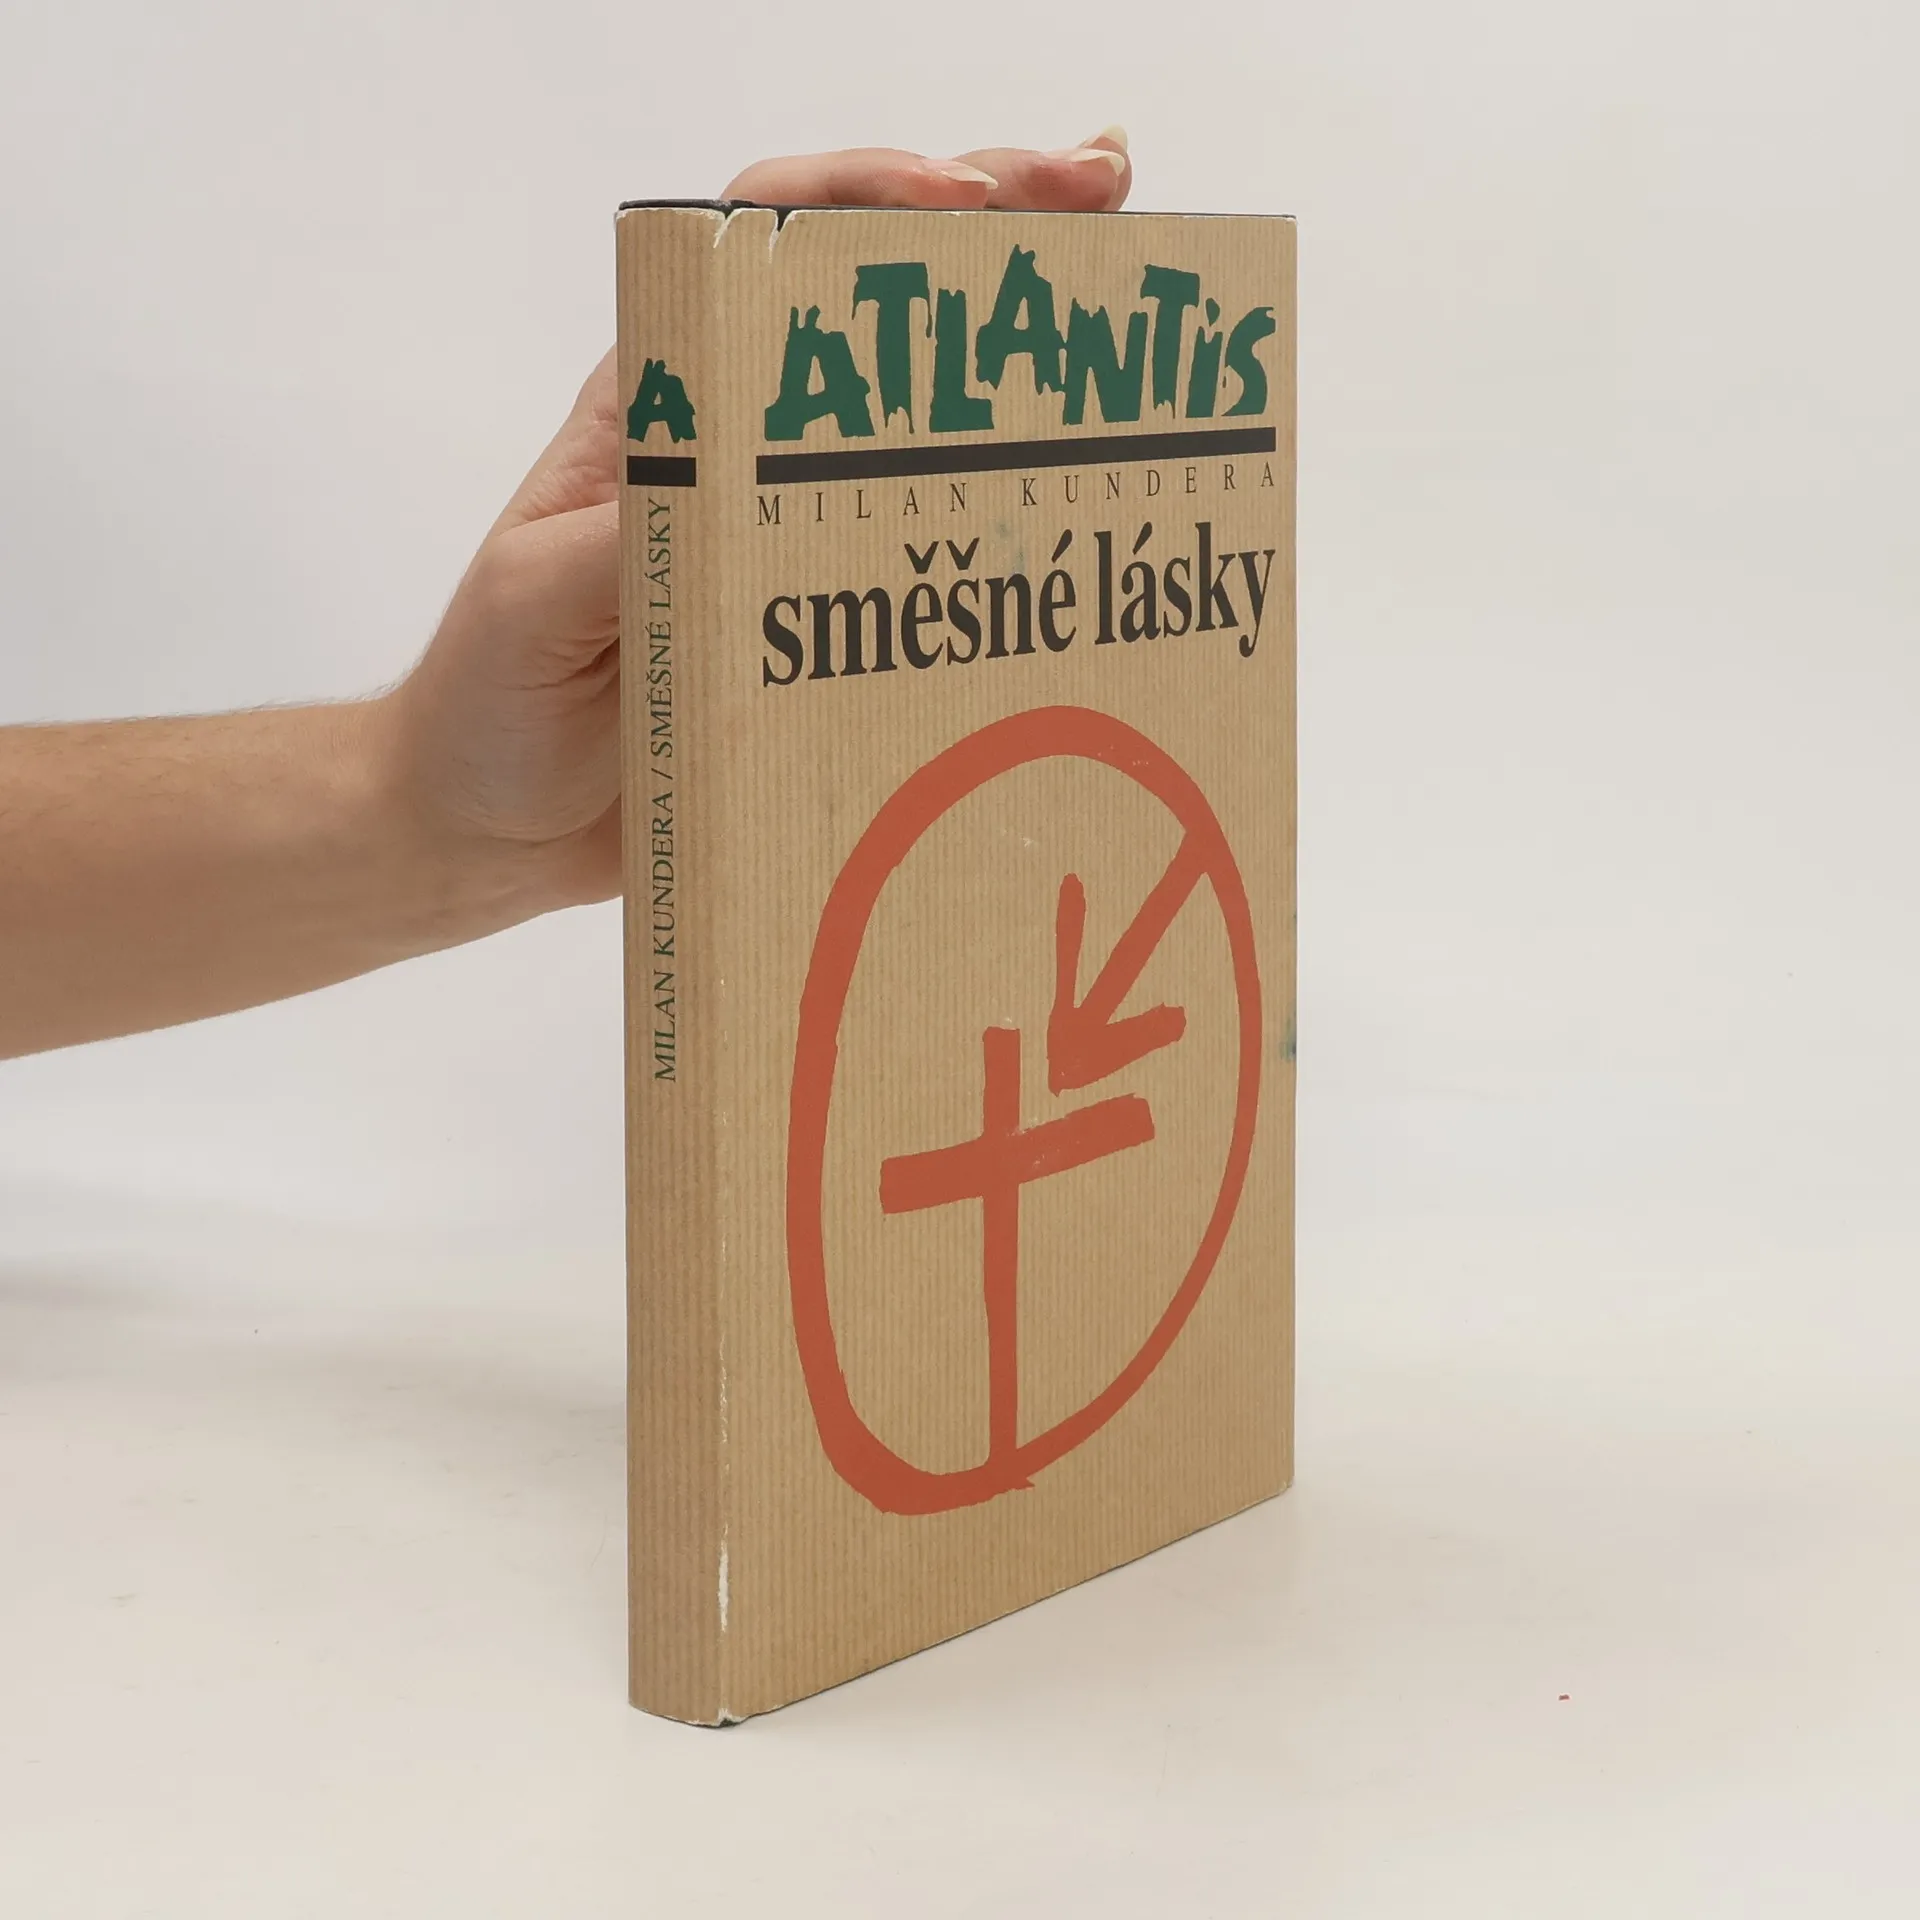 ATLANTiS
MILAN KUNDERA
směšné lásky
A
MILAN KUNDERA / SMĚŠNÉ LÁSKY